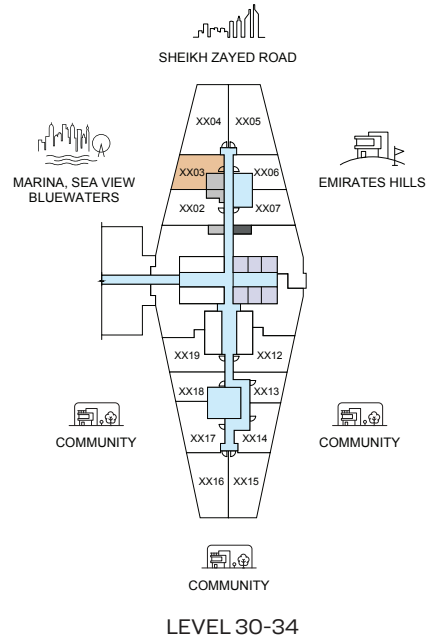 SHEIKH ZAYED ROAD
XX04
XX05
MARINA, SEA VIEW
BLUEWATERS
XX03
XX06
EMIRATES HILLS
XX02
XX07
XX19
XX12
XX18
XX13
COMMUNITY
XX17
XX14
COMMUNITY
XX16
XX15
COMMUNITY
LEVEL 30-34